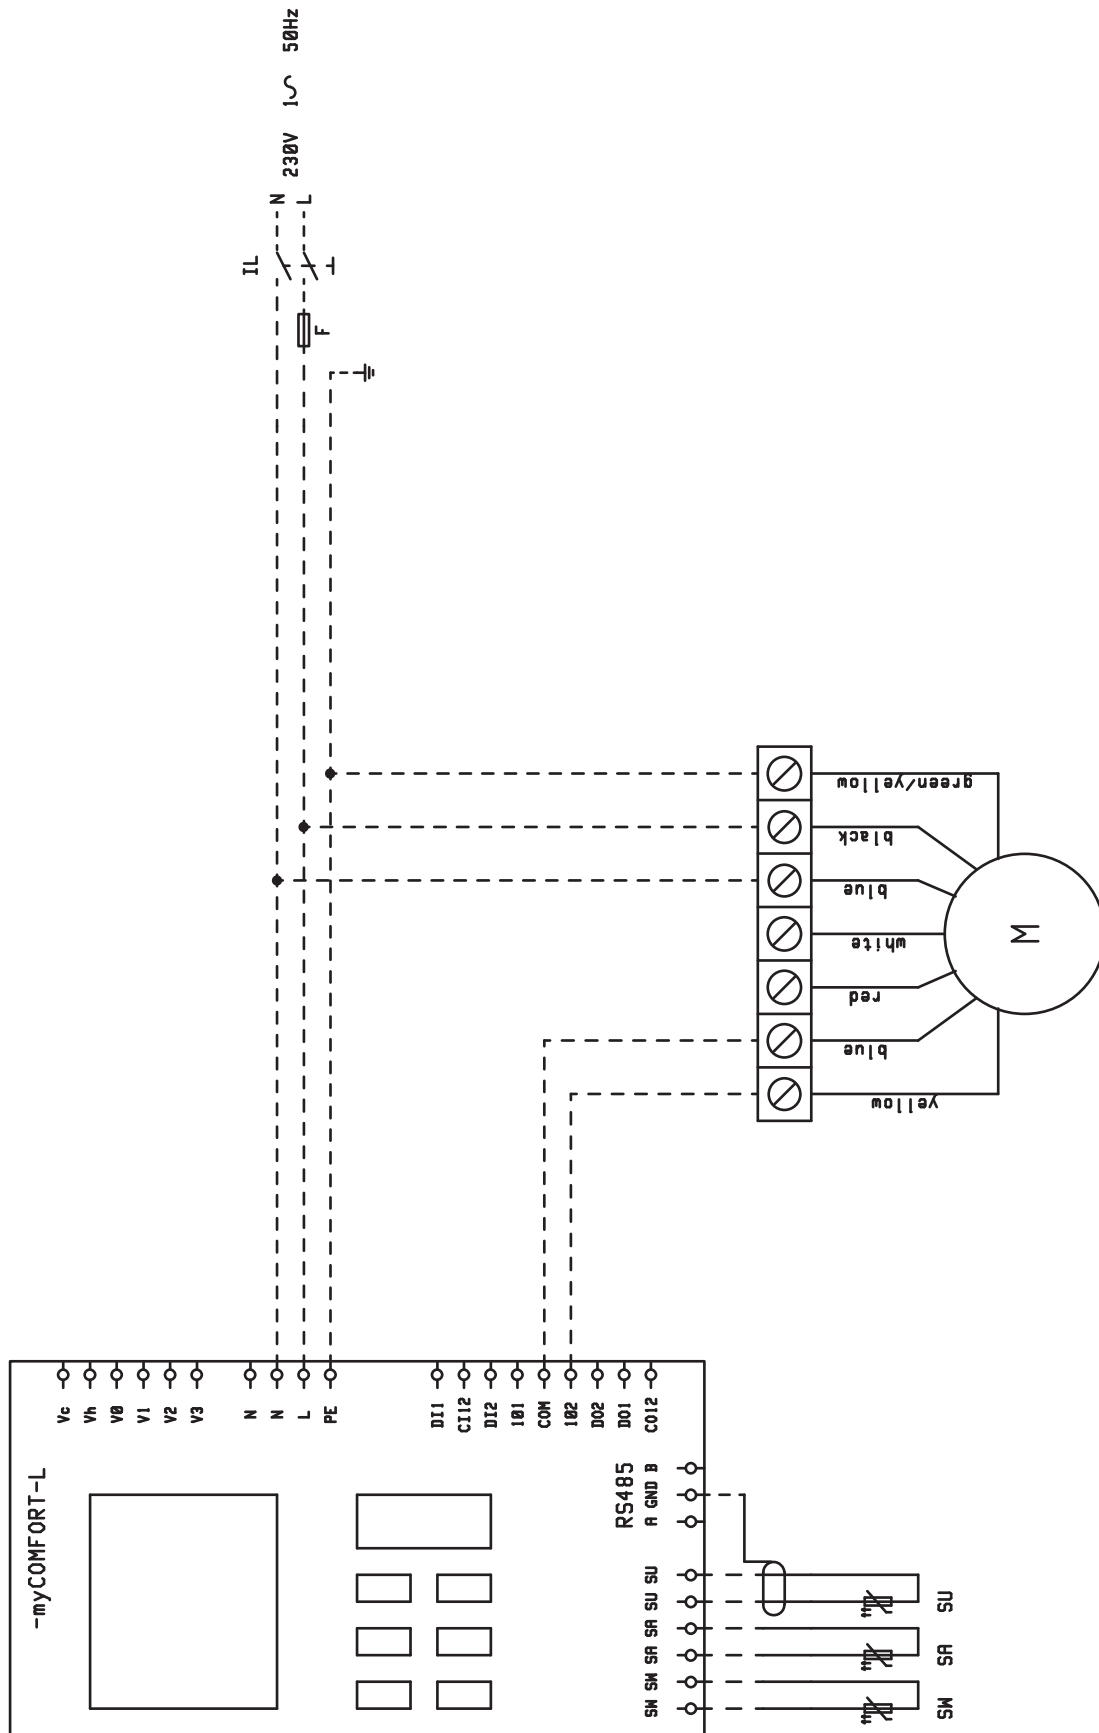 230V 1 50Hz
N
L
IL
F
green/yellow
black
blue
white
red
blue
yellow
M
-myCOMFORT-L
Vc
Vh
V0
V1
V2
V3
N
N
L
PE
DI1
CI12
DI2
101
COM
102
DO2
DO1
CO12
RS485
A GND B
SW SW SA SA SU SU
SW
SA
SU